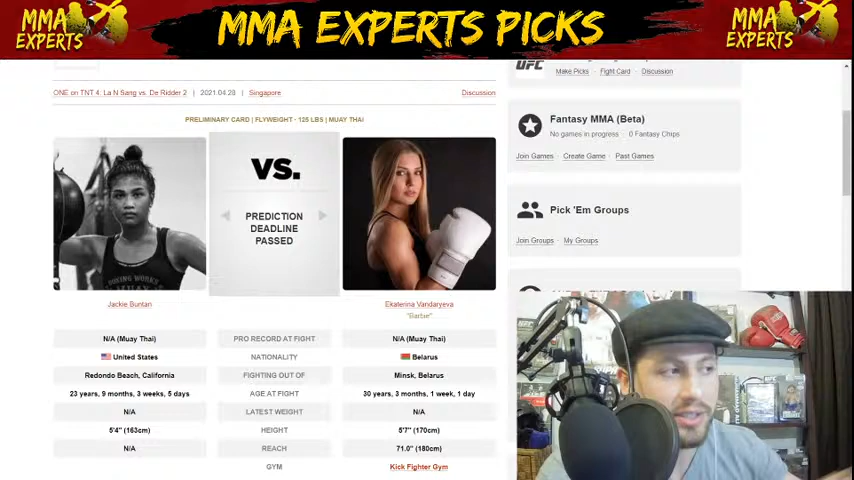 MMA
EXPERTS
MMA EXPERTS PICKS
MMA
EXPERTS
UFC
Make Picks · Fight Card · Discussion
ONE on TNT 4: La N Sang vs. De Ridder 2 | 2021.04.28 | Singapore
Discussion
PRELIMINARY CARD | FLYWEIGHT · 125 LBS | MUAY THAI
VS.
PREDICTION
DEADLINE
PASSED
Fantasy MMA (Beta)
No games in progress · 0 Fantasy Chips
Join Games · Create Game · Past Games
Pick 'Em Groups
Join Groups · My Groups
BOXING WORKS
Jackie Buntan
Ekaterina Vandaryeva
"Barbie"
N/A (Muay Thai) PRO RECORD AT FIGHT N/A (Muay Thai)
United States NATIONALITY Belarus
Redondo Beach, California FIGHTING OUT OF Minsk, Belarus
23 years, 9 months, 3 weeks, 5 days AGE AT FIGHT 30 years, 3 months, 1 week, 1 day
N/A LATEST WEIGHT N/A
5'4" (163cm) HEIGHT 5'7" (170cm)
N/A REACH 71.0" (180cm)
GYM Kick Fighter Gym